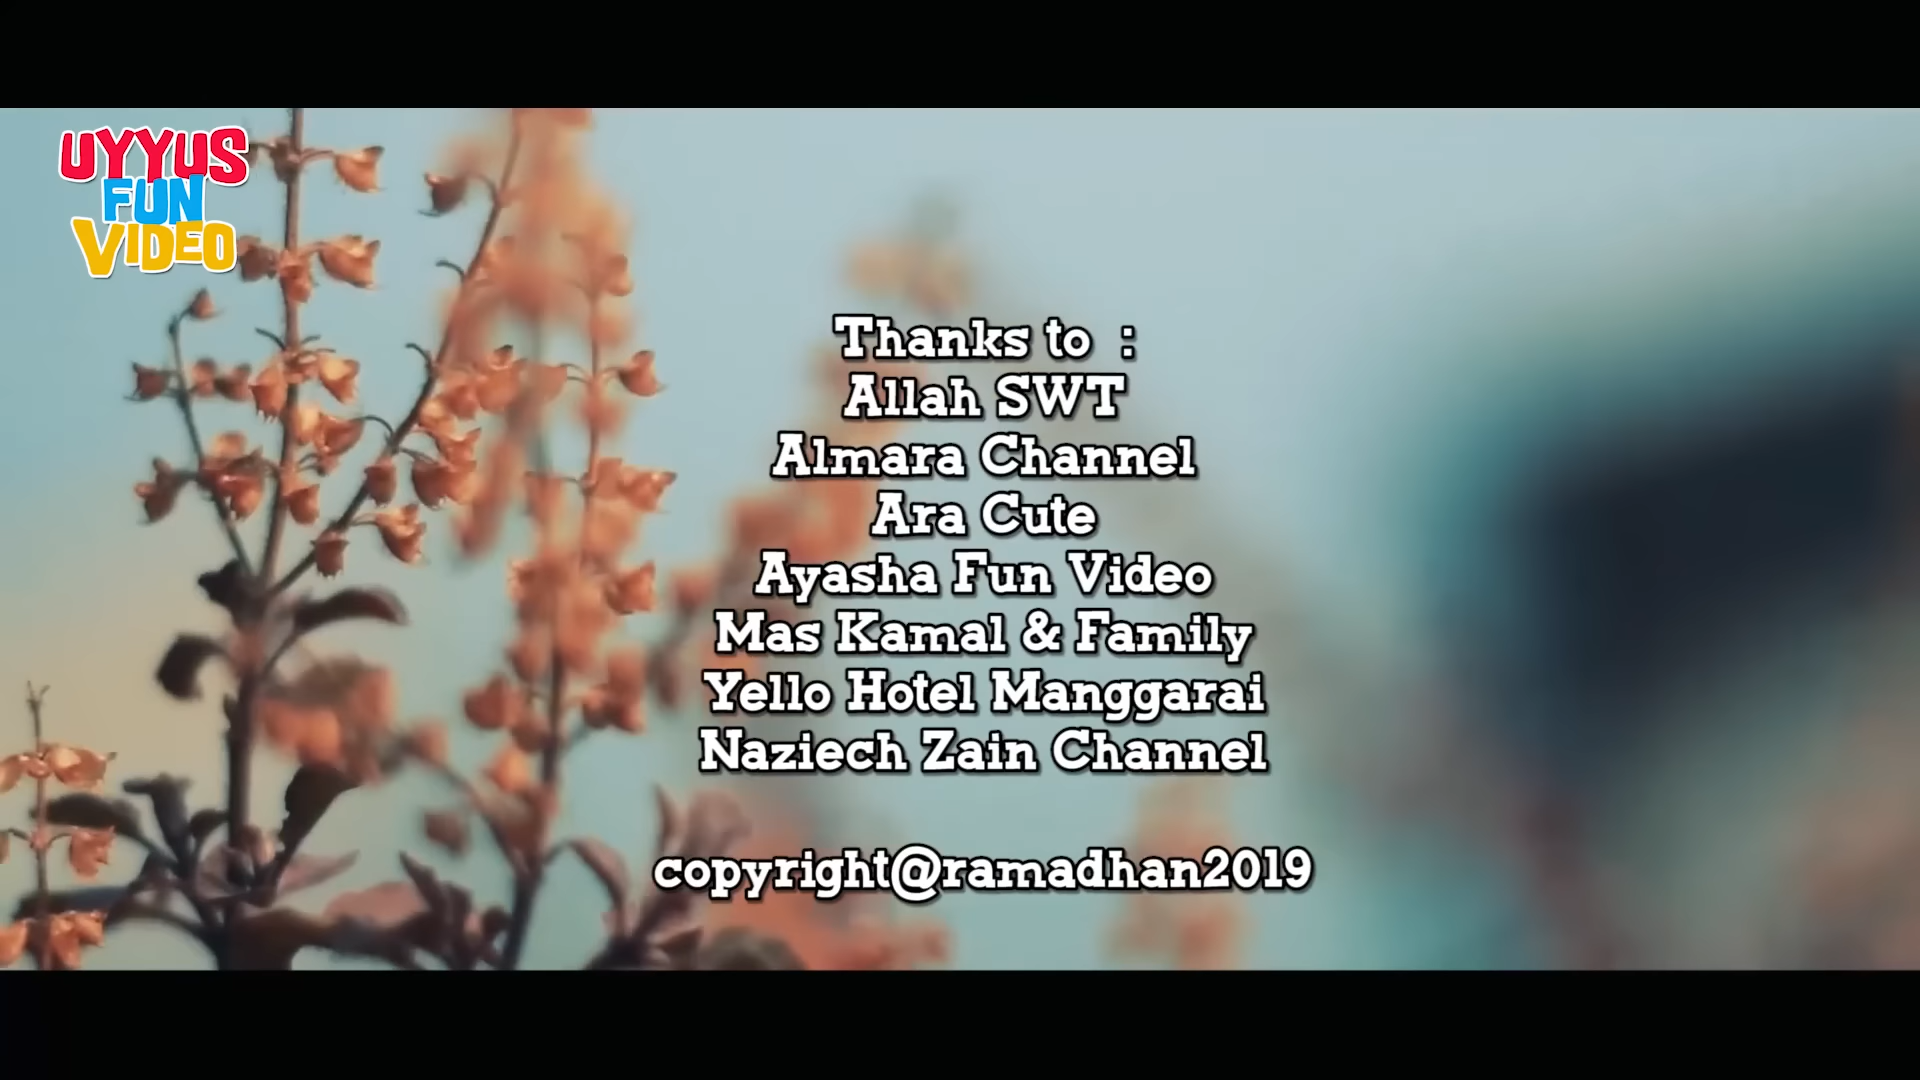 UYYUS
FUN
VIDEO
Thanks to :
Allah SWT
Almara Channel
Ara Cute
Ayasha Fun Video
Mas Kamal & Family
Yello Hotel Manggarai
Naziech Zain Channel
copyright@ramadhan2019